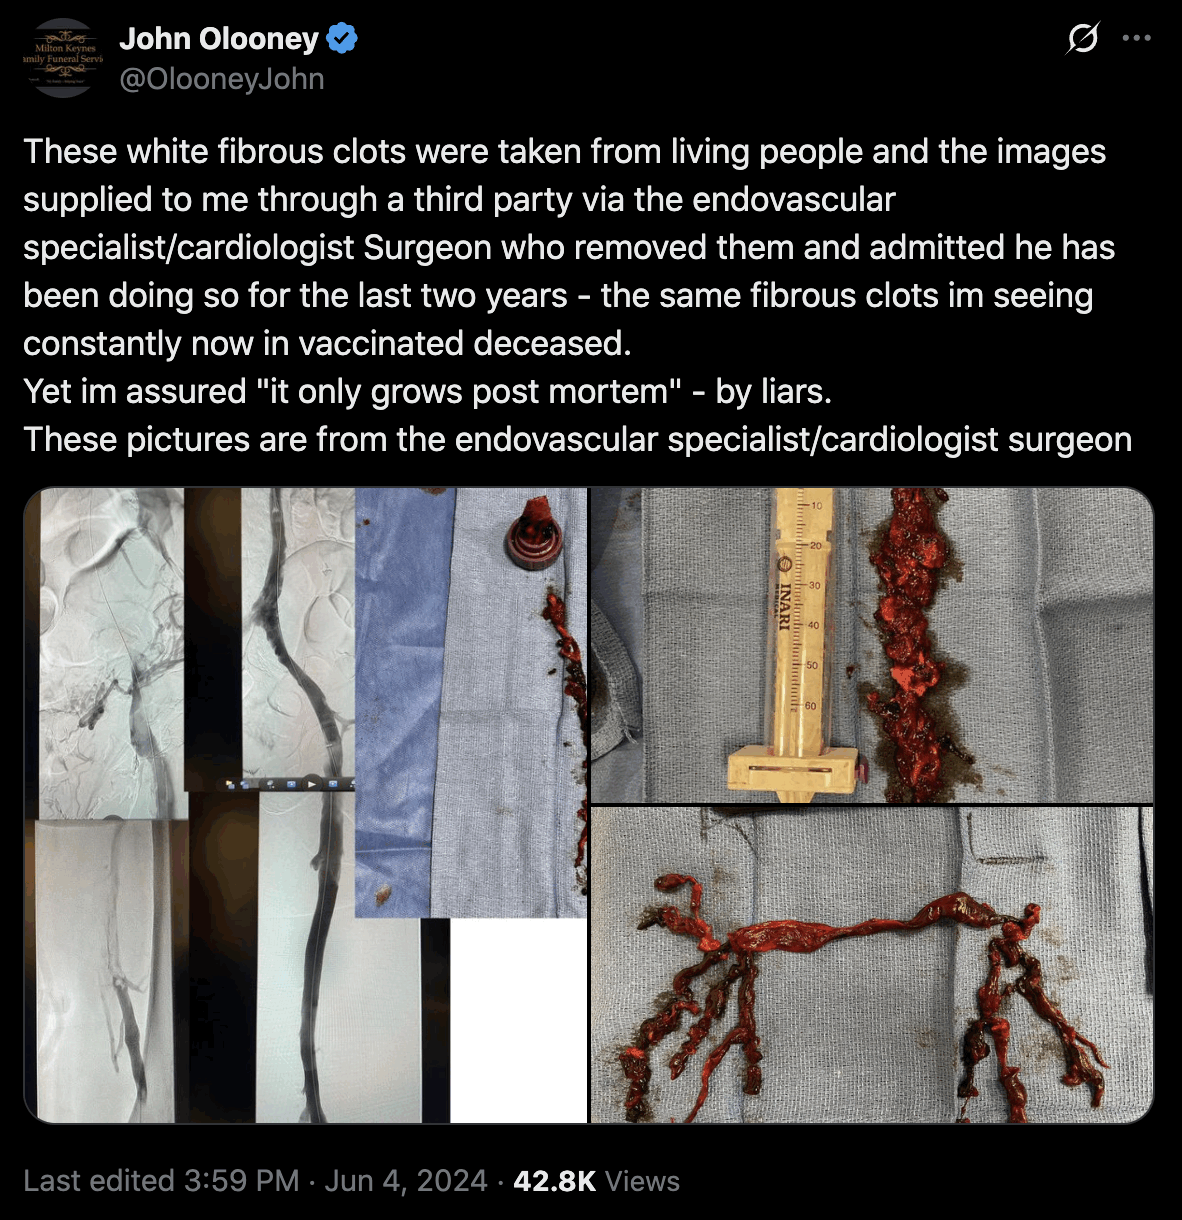 John Olooney
Milton Keynes
amily Funeral Servi
@OlooneyJohn
These white fibrous clots were taken from living people and the images
supplied to me through a third party via the endovascular
specialist/cardiologist Surgeon who removed them and admitted he has
been doing so for the last two years - the same fibrous clots im seeing
constantly now in vaccinated deceased.
Yet im assured "it only grows post mortem" - by liars.
These pictures are from the endovascular specialist/cardiologist surgeon
10
20
30
INARI
40
50
60
Last edited 3:59 PM · Jun 4, 2024 · 42.8K Views